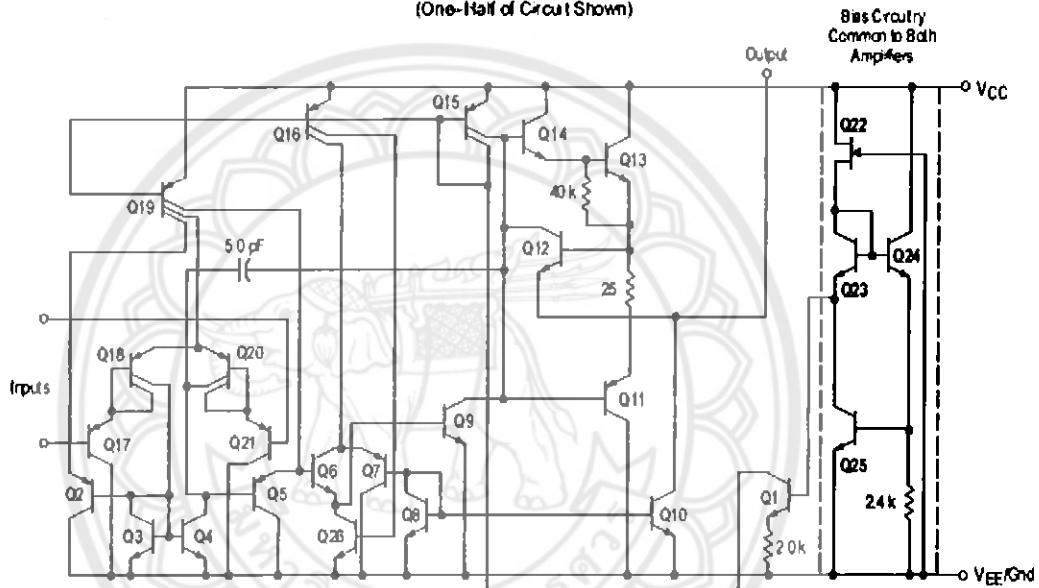 (One-Half of Circuit Shown)
Bias Circuitry
Common to Both
Amplifiers
Output
VCC
Q15
Q22
Q16
Q14
Q13
40 k
Q19
Q12
5.0 pF
Q24
25
Q23
Q18
Q20
Inputs
Q11
Q9
Q17
Q21
Q25
Q6
Q7
Q2
Q5
Q1
Q8
Q10
2.4 k
Q3
Q4
Q26
2.0k
VEE/Gnd